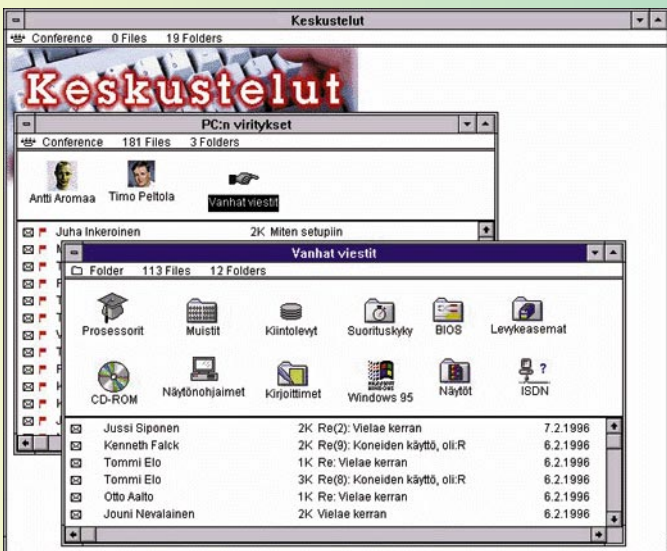 Keskustelut
Conference 0 Files 19 Folders
Keskustelut
PC:n viritykset
Conference 181 Files 3 Folders
Antti Aromaa Timo Peltola Vanhat viestit
Juha Inkeroinen 2K Miten setupiin
Vanhat viestit
Folder 113 Files 12 Folders
Prosessorit Muistit Kiintolevyt Suorituskyky BIOS Levykeasemat
CD-ROM Näytönohjaimet Kirjoittimet Windows 95 Näytöt ISDN
Jussi Siponen 2K Re(2): Vielae kerran 7.2.1996
Kenneth Falck 2K Re(9): Koneiden käyttö, oli:R 6.2.1996
Tommi Elo 1K Re: Vielae kerran 6.2.1996
Tommi Elo 3K Re(8): Koneiden käyttö, oli:R 6.2.1996
Otto Aalto 1K Re: Vielae kerran 6.2.1996
Jouni Nevalainen 2K Vielae kerran 6.2.1996